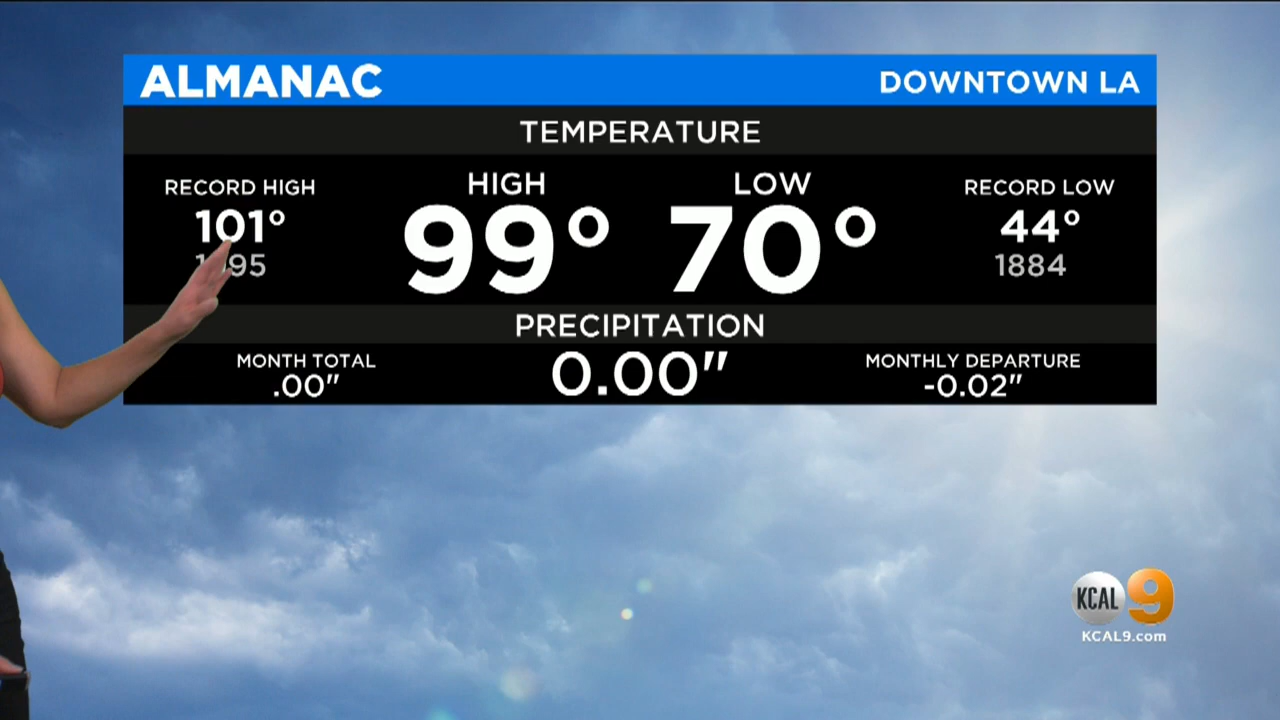 ALMANAC
DOWNTOWN LA
TEMPERATURE
RECORD HIGH
101°
HIGH
99°
LOW
70°
RECORD LOW
44°
1884
PRECIPITATION
MONTH TOTAL
.00"
0.00"
MONTHLY DEPARTURE
-0.02"
KCAL 9
KCAL9.com